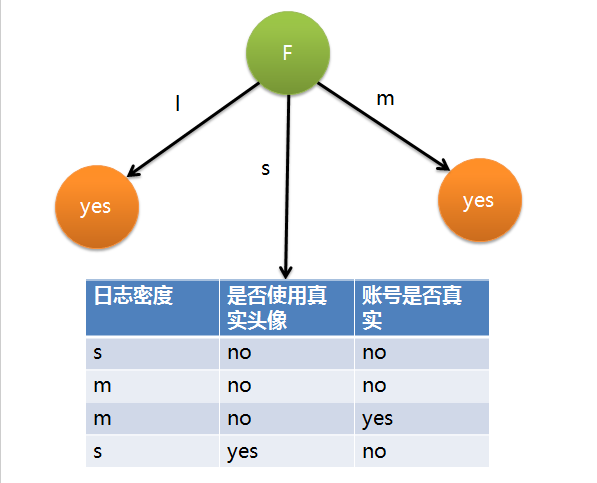 F
l
m
s
yes
yes
日志密度 是否使用真 账号是否真
实头像 实
s no no
m no no
m no yes
s yes no